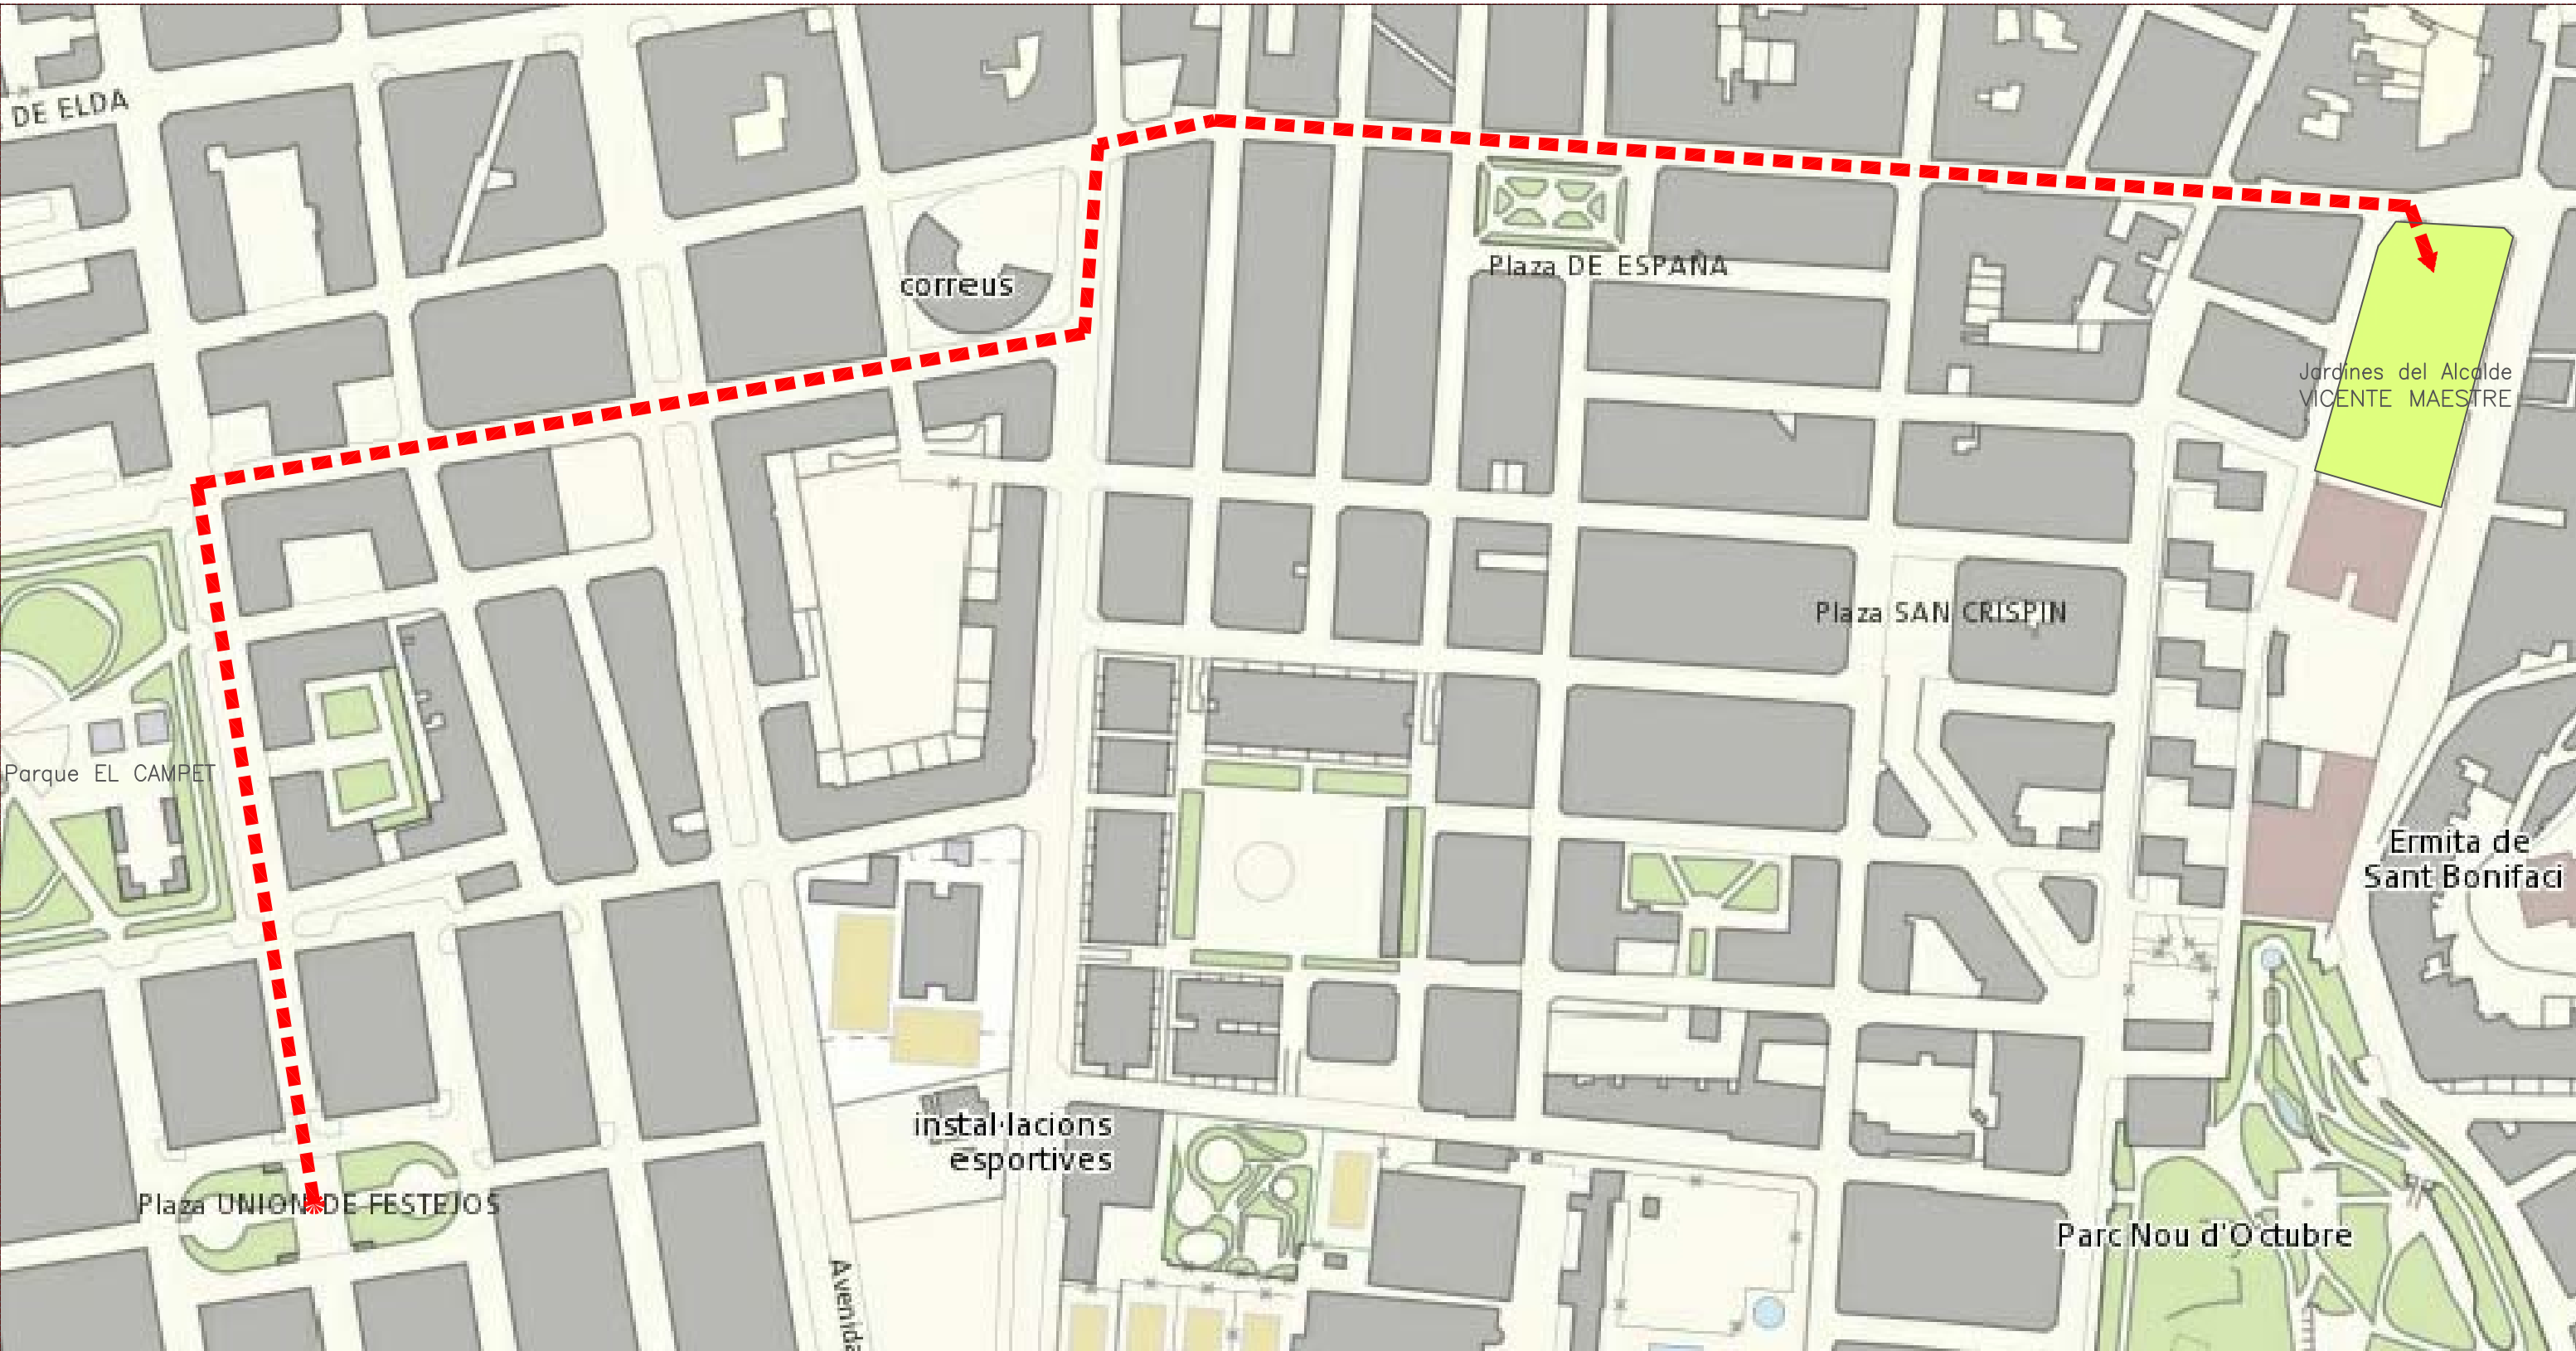 DE ELDA
correus
Plaza DE ESPAÑA
Jardines del Alcalde
VICENTE MAESTRE
Plaza SAN CRISPIN
Parque EL CAMPET
Ermita de
Sant Bonifaci
instal·lacions
esportives
Plaza UNION DE FESTEJOS
Parc Nou d'Octubre
Avenida